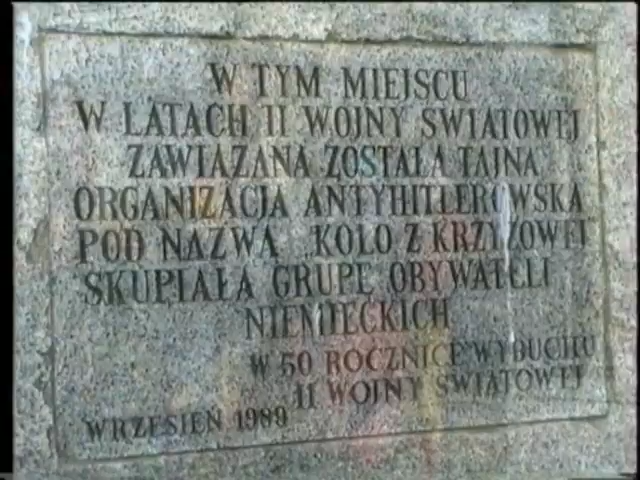 W TYM MIEJSCU
W LATACH II WOJNY ŚWIATOWEJ
ZAWIĄZANA ZOSTAŁA TAJNA
ORGANIZACJA ANTYHITLEROWSKA
POD NAZWĄ „KOŁO Z KRZYŻOWEJ"
SKUPIAŁA GRUPĘ OBYWATELI
NIEMIECKICH
W 50 ROCZNICĘ WYBUCHU
II WOJNY ŚWIATOWEJ
WRZESIEŃ 1989